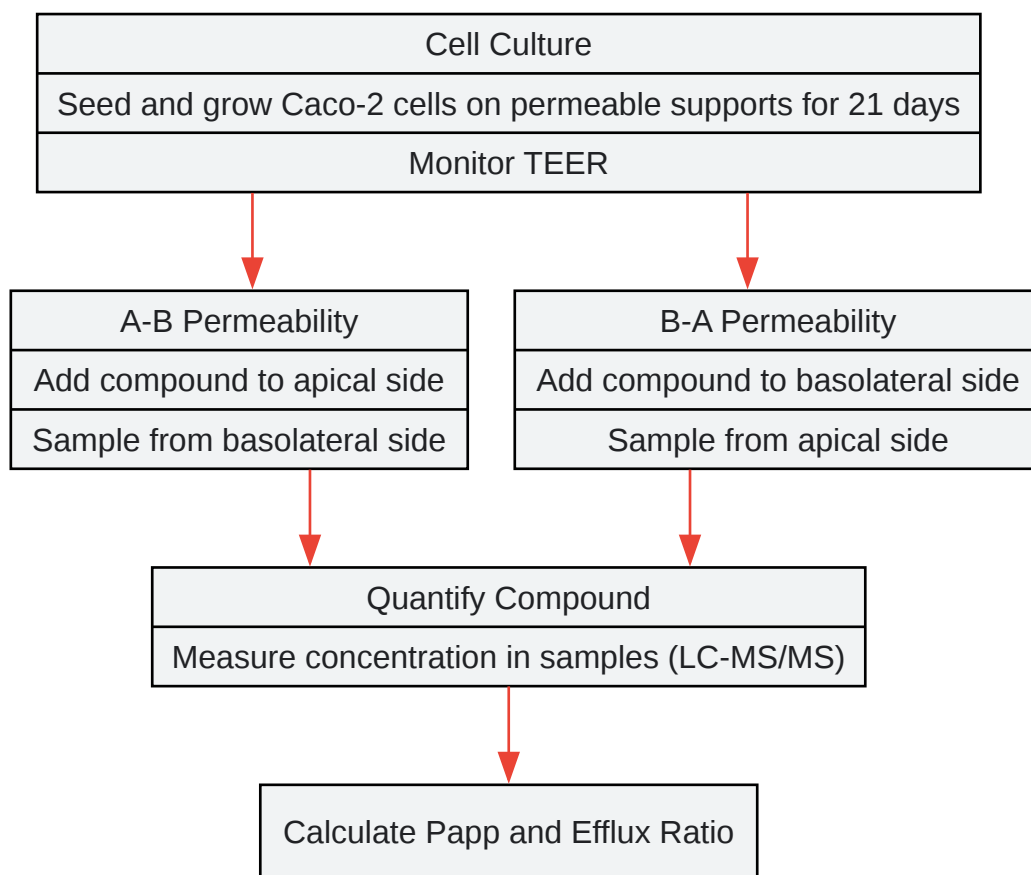 Cell Culture
Seed and grow Caco-2 cells on permeable supports for 21 days
Monitor TEER
A-B Permeability
Add compound to apical side
Sample from basolateral side
B-A Permeability
Add compound to basolateral side
Sample from apical side
Quantify Compound
Measure concentration in samples (LC-MS/MS)
Calculate Papp and Efflux Ratio